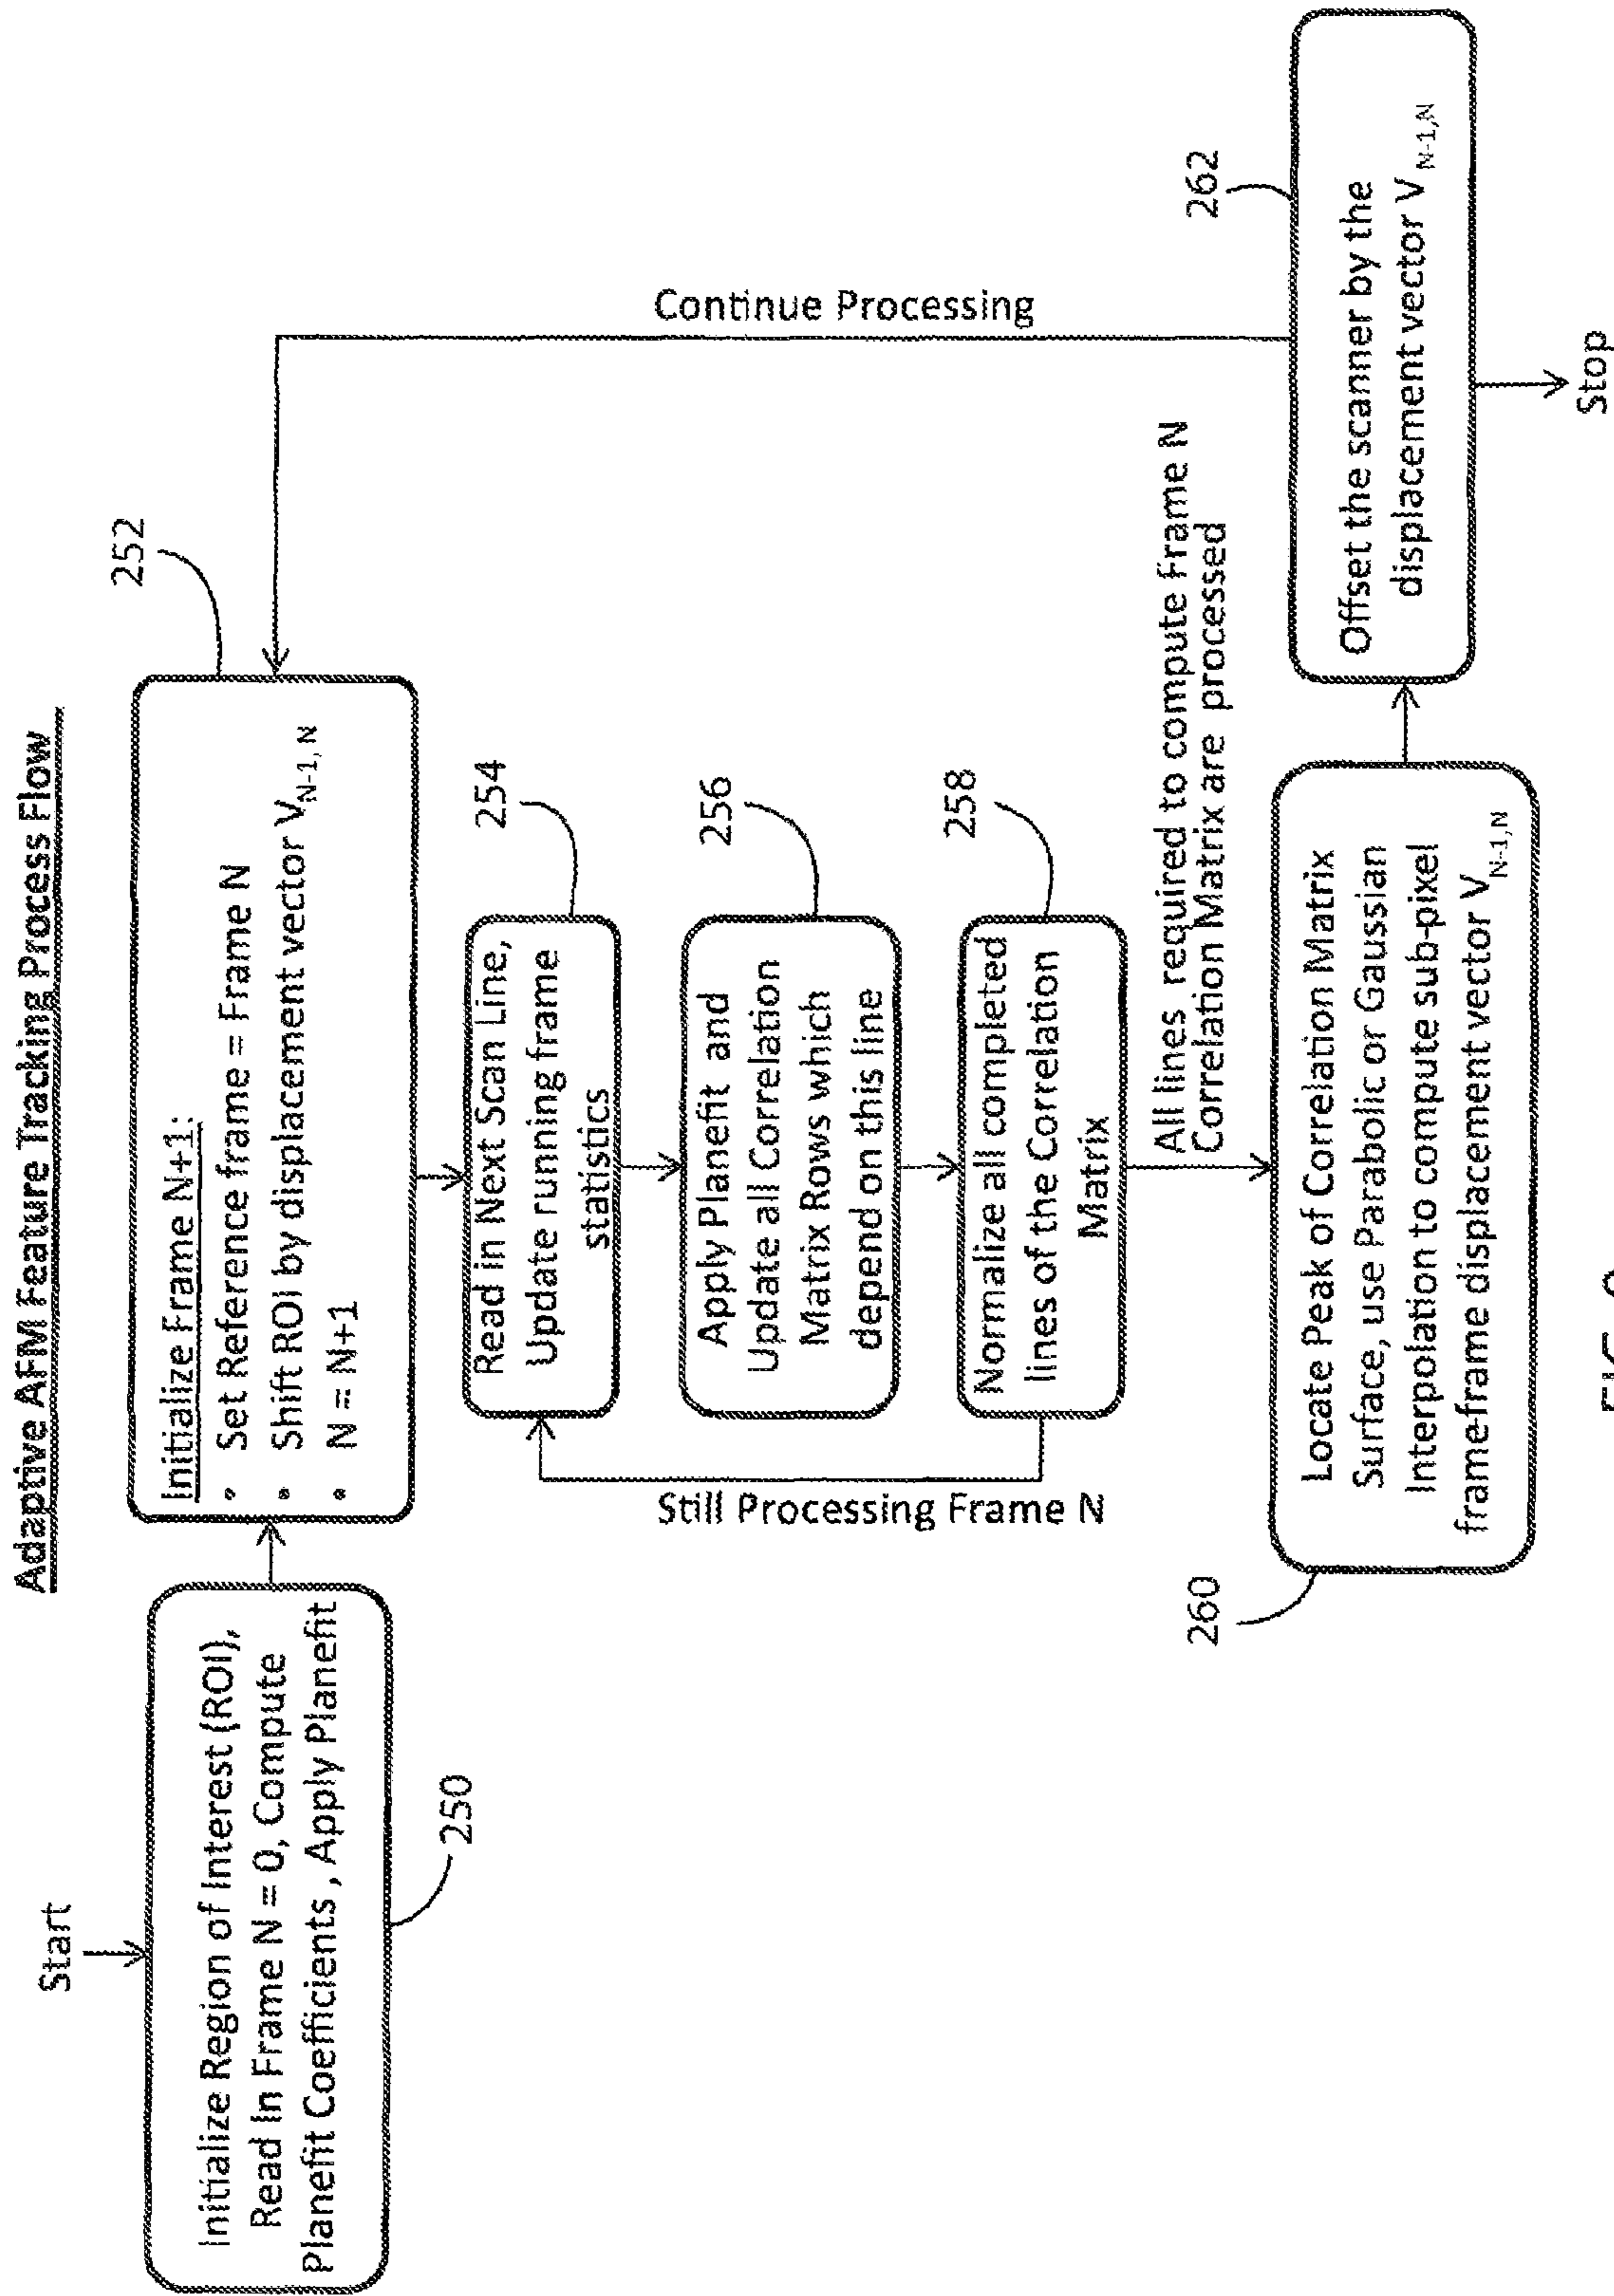 Adaptive AFM Feature Tracking Process Flow
Start
Initialize Region of Interest (ROI),
Read In Frame N = 0, Compute
Planefit Coefficients , Apply Planefit
250
252
Initialize Frame N+1:
• Set Reference frame = Frame N
• Shift ROI by displacement vector V N-1, N
• N = N+1
254
Read in Next Scan Line,
Update running frame
statistics
256
Apply Planefit and
Update all Correlation
Matrix Rows which
depend on this line
258
Normalize all completed
lines of the Correlation
Matrix
Still Processing Frame N
Continue Processing
All lines required to compute Frame N
Correlation Matrix are processed
260
Locate Peak of Correlation Matrix
Surface, use Parabolic or Gaussian
Interpolation to compute sub-pixel
frame-frame displacement vector V N-1,N
262
Offset the scanner by the
displacement vector V N-1,N
Stop